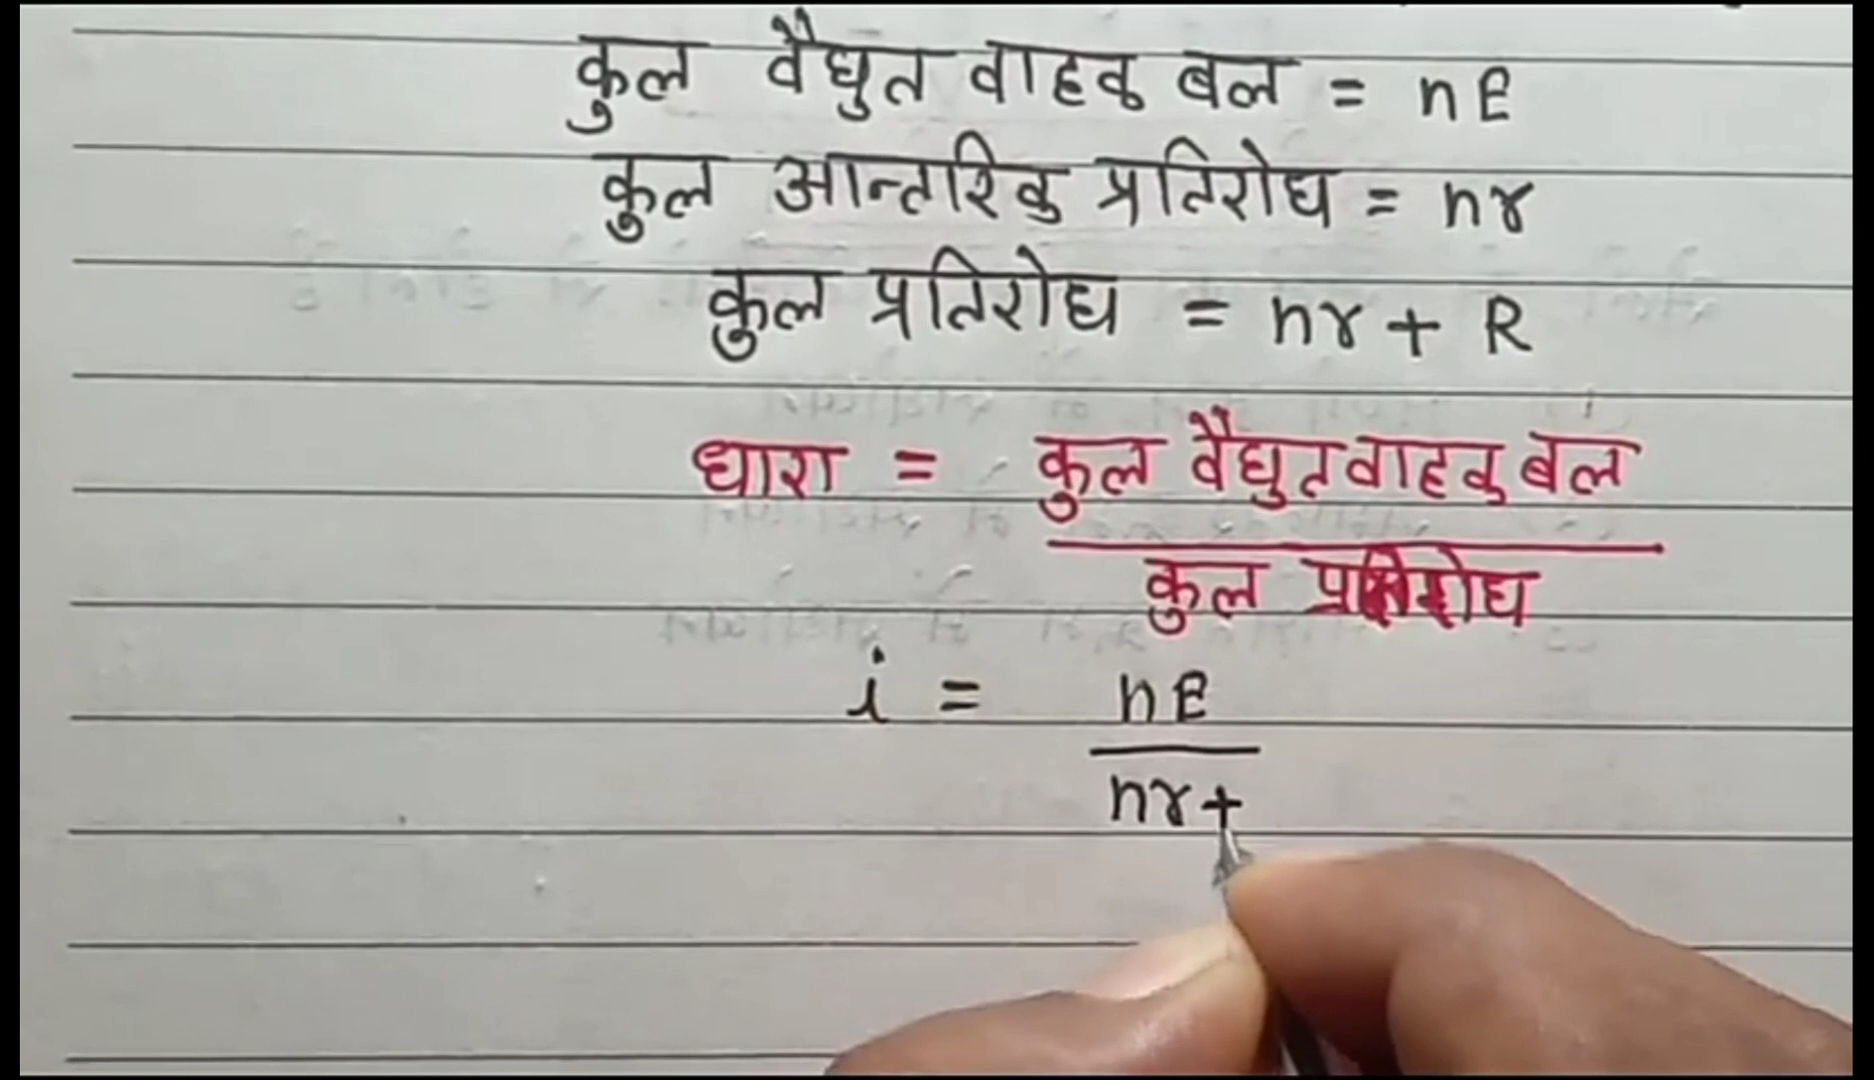 कुल वैद्युत वाहक बल = nE
कुल आन्तरिक प्रतिरोध = nr
कुल प्रतिरोध = nr + R
धारा = कुल वैद्युत वाहक बल
कुल प्रतिरोध
i = nE
nr +